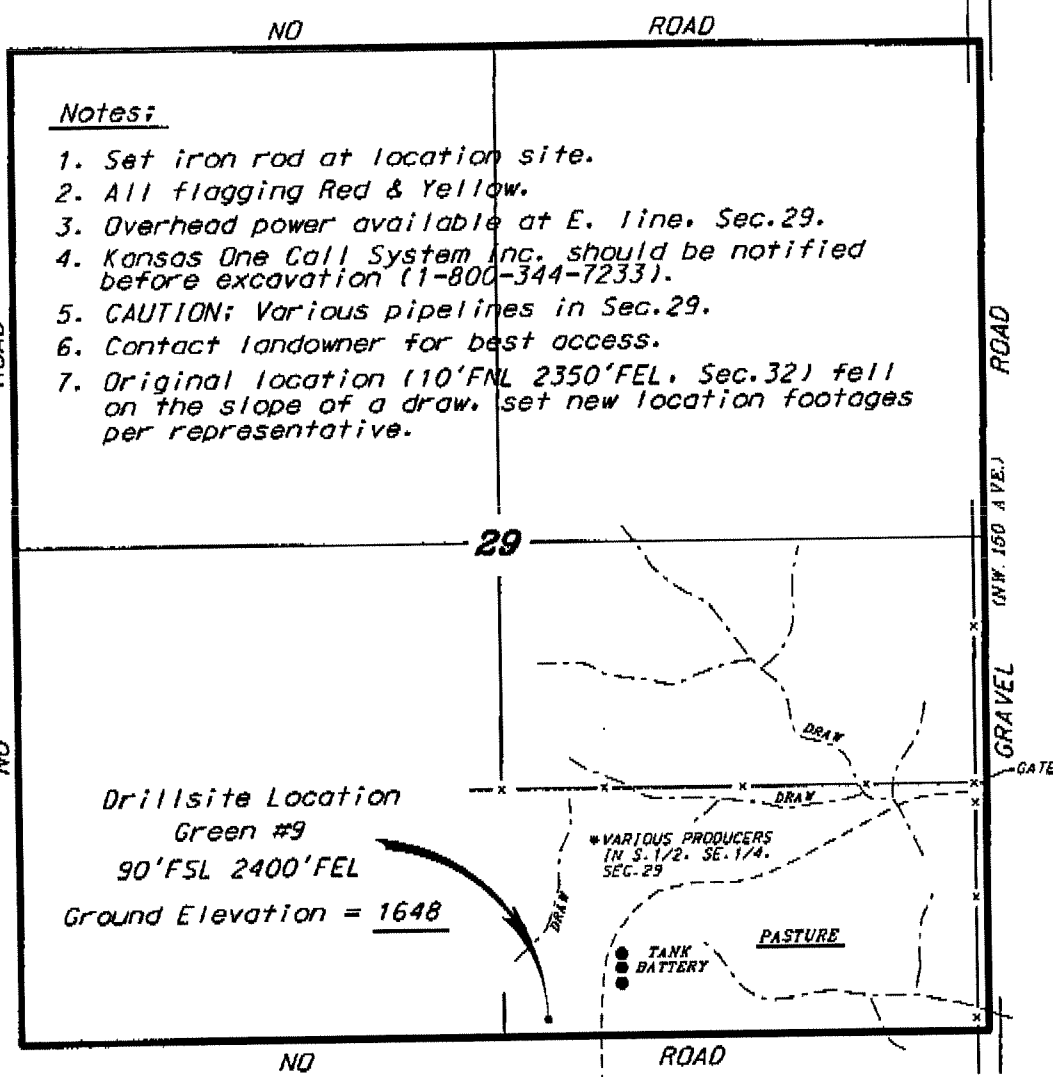 NO ROAD
Notes:
1. Set iron rod at location site.
2. All flagging Red & Yellow.
3. Overhead power available at E. line, Sec.29.
4. Kansas One Call System Inc. should be notified
before excavation (1-800-344-7233).
5. CAUTION: Various pipelines in Sec.29.
6. Contact landowner for best access.
7. Original location (10'FNL 2350'FEL, Sec.32) fell
on the slope of a draw, set new location footages
per representative.
NO ROAD
GRAVEL (NW. 150 AVE.) ROAD
29
DRAW
GATE
DRAW
Drillsite Location
Green #9
90'FSL 2400'FEL
Ground Elevation = 1648
*VARIOUS PRODUCERS
IN S.1/2, SE.1/4,
SEC.29
DRAW
TANK
BATTERY
PASTURE
NO ROAD